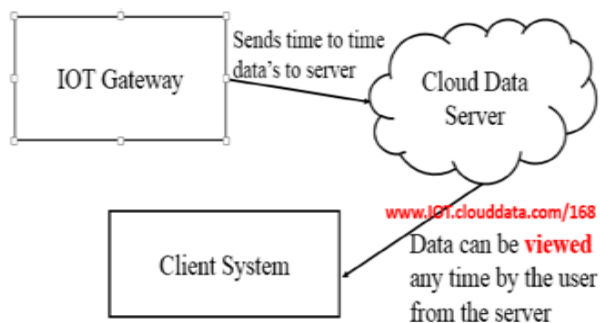 IOT Gateway
Sends time to time
data's to server
Cloud Data
Server
www.IOT.clouddata.com/168
Client System
Data can be viewed
any time by the user
from the server